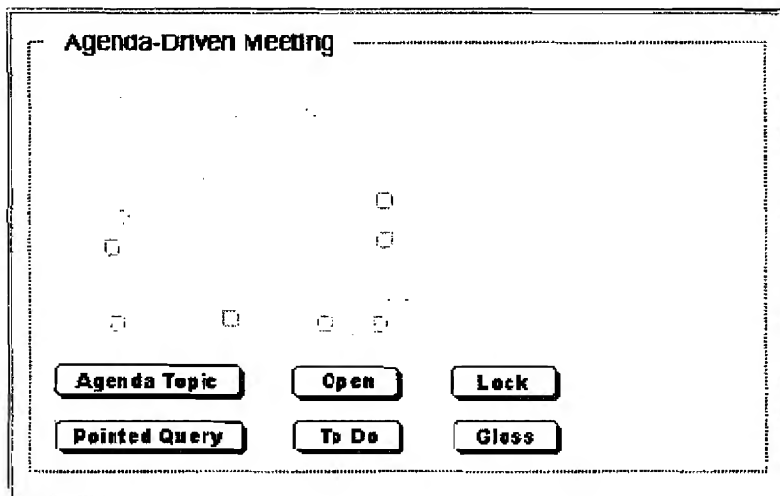 Agenda-Driven Meeting
Agenda Topic Open Lock
Pointed Query To Do Gloss